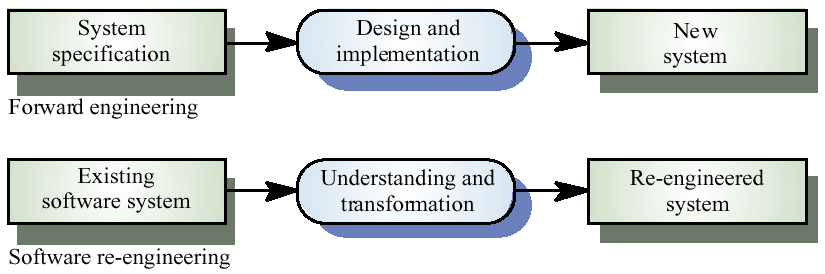 System
specification
Design and
implementation
New
system
Forward engineering
Existing
software system
Understanding and
transformation
Re-engineered
system
Software re-engineering